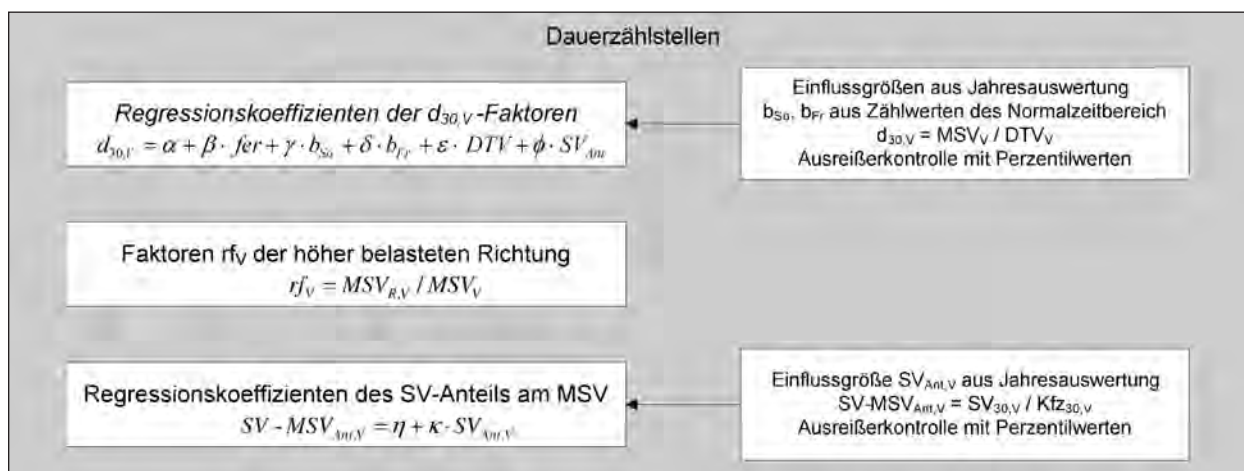 Dauerzählstellen
Regressionskoeffizienten der d30,V-Faktoren
d30,V = α + β · fer + γ · bSo + δ · bFr + ε · DTV + ϕ · SVAnt
Einflussgrößen aus Jahresauswertung
bSo, bFr aus Zählwerten des Normalzeitbereich
d30,V = MSVV / DTVV
Ausreißerkontrolle mit Perzentilwerten
Faktoren rfV der höher belasteten Richtung
rfV = MSVR,V / MSVV
Regressionskoeffizienten des SV-Anteils am MSV
SV - MSVAnt,V = η + κ · SVAnt,V
Einflussgröße SVAnt,V aus Jahresauswertung
SV-MSVAnt,V = SV30,V / Kfz30,V
Ausreißerkontrolle mit Perzentilwerten